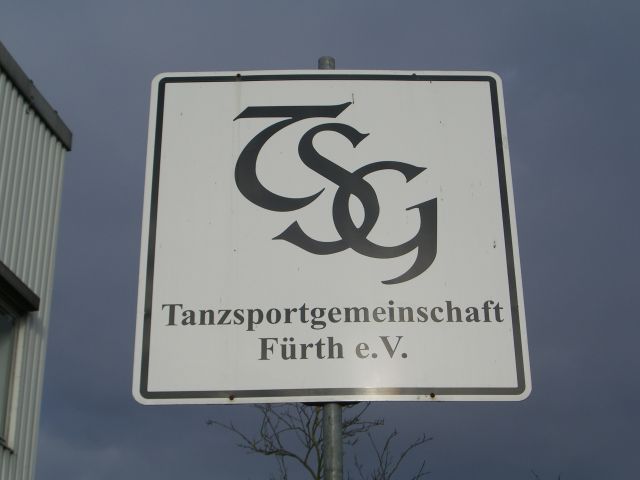 TSG
Tanzsportgemeinschaft
Fürth e.V.